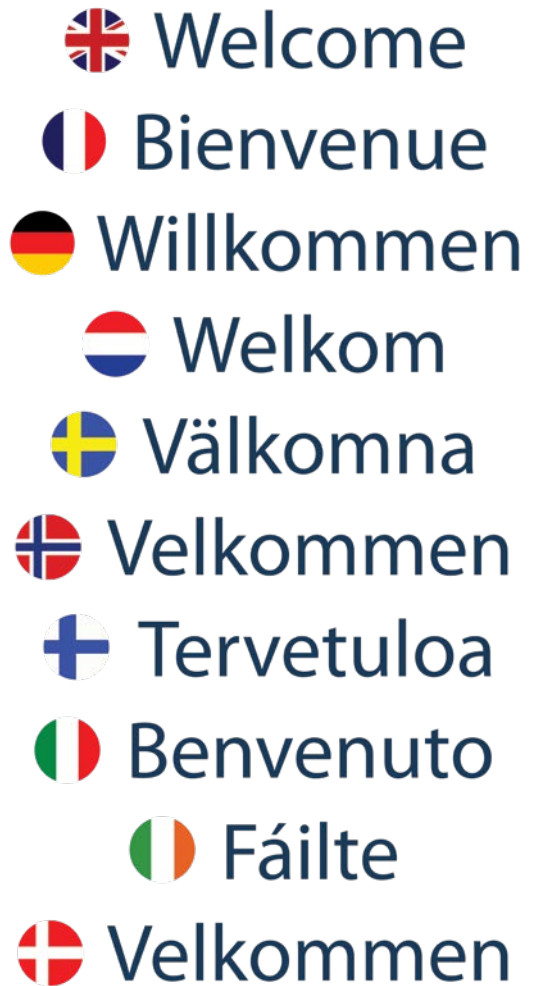 Welcome
Bienvenue
Willkommen
Welkom
Välkomna
Velkommen
Tervetuloa
Benvenuto
Fáilte
Velkommen